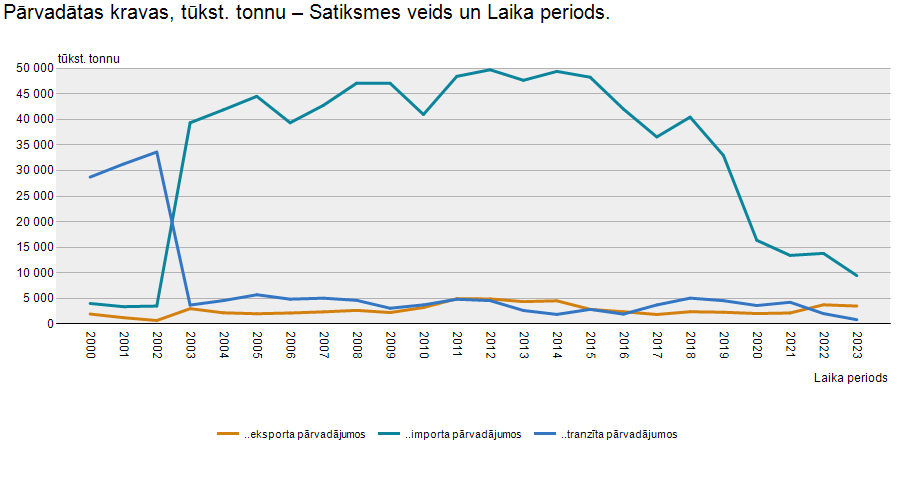 Pārvadātas kravas, tūkst. tonnu – Satiksmes veids un Laika periods.
tūkst. tonnu
50 000
45 000
40 000
35 000
30 000
25 000
20 000
15 000
10 000
5 000
0
2000 2001 2002 2003 2004 2005 2006 2007 2008 2009 2010 2011 2012 2013 2014 2015 2016 2017 2018 2019 2020 2021 2022 2023
Laika periods
..eksporta pārvadājumos ..importa pārvadājumos ..tranzīta pārvadājumos